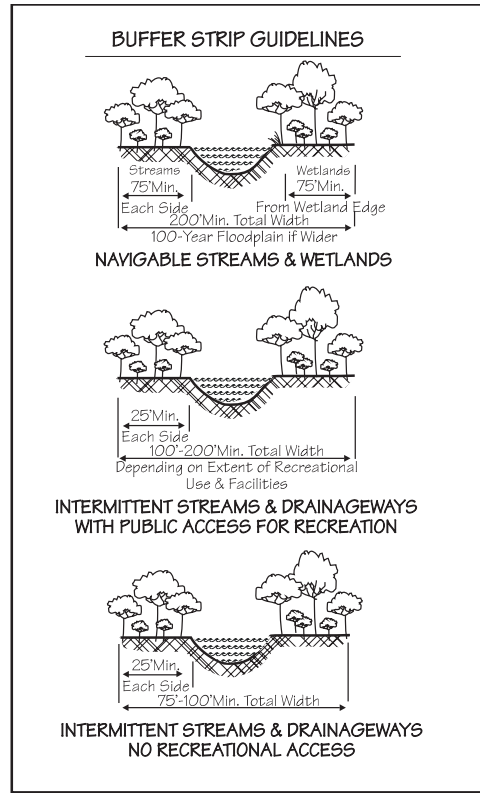 BUFFER STRIP GUIDELINES
Streams
75'Min.
Each Side
Wetlands
75'Min.
From Wetland Edge
200'Min. Total Width
100-Year Floodplain if Wider
NAVIGABLE STREAMS & WETLANDS
25'Min.
Each Side
100'-200'Min. Total Width
Depending on Extent of Recreational
Use & Facilities
INTERMITTENT STREAMS & DRAINAGEWAYS
WITH PUBLIC ACCESS FOR RECREATION
25'Min.
Each Side
75'-100'Min. Total Width
INTERMITTENT STREAMS & DRAINAGEWAYS
NO RECREATIONAL ACCESS